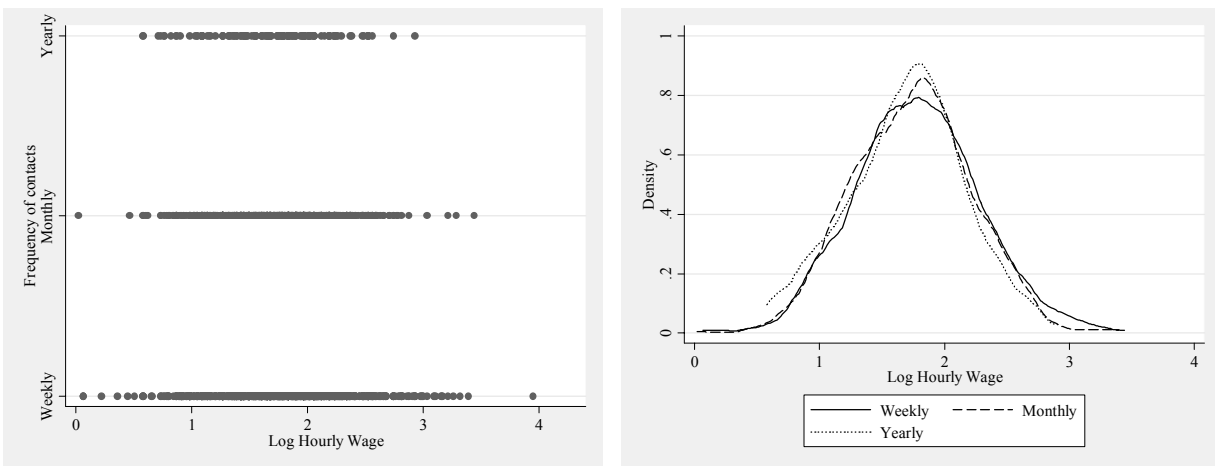 Frequency of contacts
Yearly
Monthly
Weekly
0 1 2 3 4
Log Hourly Wage
Density
1
.8
.6
.4
.2
0
0 1 2 3 4
Log Hourly Wage
Weekly Monthly
Yearly